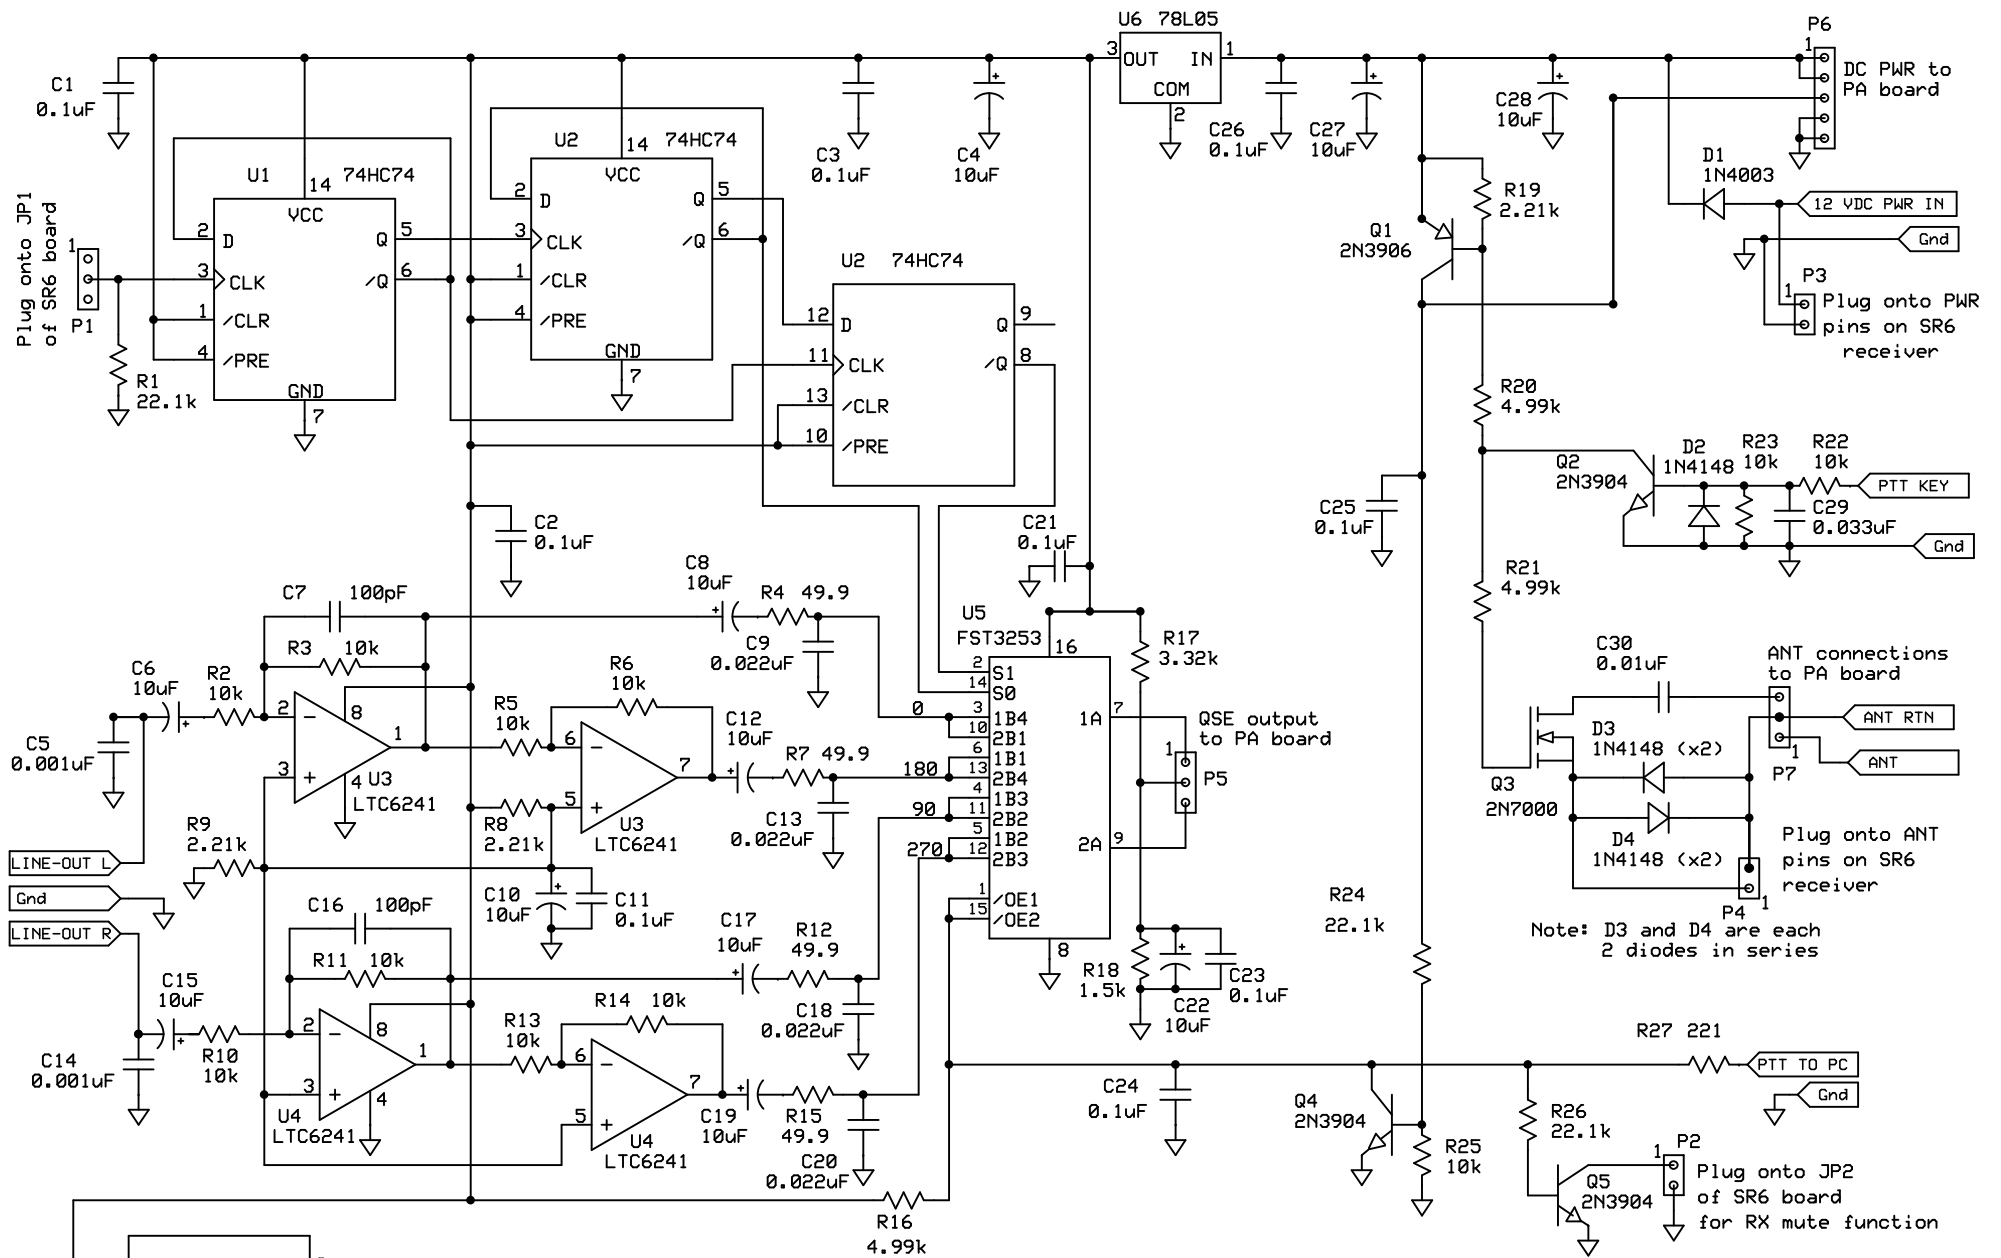 U6 78L05
3 OUT IN 1
COM
2
P6
1
DC PWR to
PA board
C1
0.1uF
C3
0.1uF
C4
10uF
C26
0.1uF
C27
10uF
C28
10uF
U1 74HC74
14
VCC
2 D
3 CLK
1 /CLR
4 /PRE
Q 5
/Q 6
GND
7
Plug onto JP1
of SR6 board
1
P1
R1
22.1k
U2 74HC74
14
VCC
2 D
3 CLK
1 /CLR
4 /PRE
Q 5
/Q 6
GND
7
U2 74HC74
12 D
11 CLK
13 /CLR
10 /PRE
Q 9
/Q 8
D1
1N4003
12 VDC PWR IN
Gnd
P3
1
Plug onto PWR
pins on SR6
receiver
Q1
2N3906
R19
2.21k
R20
4.99k
Q2
2N3904
D2
1N4148
R23
10k
R22
10k
PTT KEY
C29
0.033uF
Gnd
C25
0.1uF
R21
4.99k
C2
0.1uF
C21
0.1uF
C7 100pF
R3 10k
C6
10uF
R2
10k
C5
0.001uF
2 -
3 +
8
1
4
U3
LTC6241
R5
10k
R6
10k
6 -
5 +
7
U3
LTC6241
R8
2.21k
R9
2.21k
C8
10uF
R4 49.9
C9
0.022uF
C12
10uF
R7 49.9
C13
0.022uF
C10
10uF
C11
0.1uF
LINE-OUT L
Gnd
LINE-OUT R
C16 100pF
R11 10k
C15
10uF
R10
10k
C14
0.001uF
2 -
3 +
8
1
4
U4
LTC6241
R13
10k
R14 10k
6 -
5 +
7
U4
LTC6241
C17
10uF
R12
49.9
C18
0.022uF
C19
10uF
R15
49.9
C20
0.022uF
R16
4.99k
U5
FST3253
16
2 S1
14 S0
0
3 1B4
10 2B1
180
6 1B1
13 2B4
90
4 1B3
11 2B2
270
5 1B2
12 2B3
1 /OE1
15 /OE2
1A 7
2A 9
8
R17
3.32k
QSE output
to PA board
1
P5
R18
1.5k
C22
10uF
C23
0.1uF
C30
0.01uF
ANT connections
to PA board
ANT RTN
ANT
1
P7
Q3
2N7000
D3
1N4148 (x2)
D4
1N4148 (x2)
Plug onto ANT
pins on SR6
receiver
P4
1
Note: D3 and D4 are each
2 diodes in series
R24
22.1k
C24
0.1uF
Q4
2N3904
R25
10k
R27 221
PTT TO PC
Gnd
R26
22.1k
Q5
2N3904
1
P2
Plug onto JP2
of SR6 board
for RX mute function